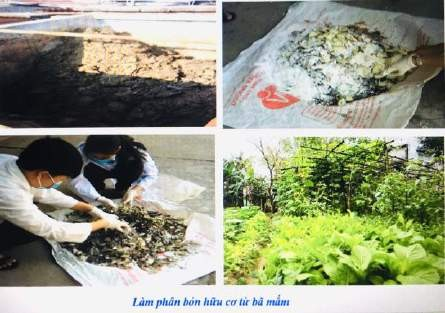 Làm phân bón hữu cơ từ bã mắm